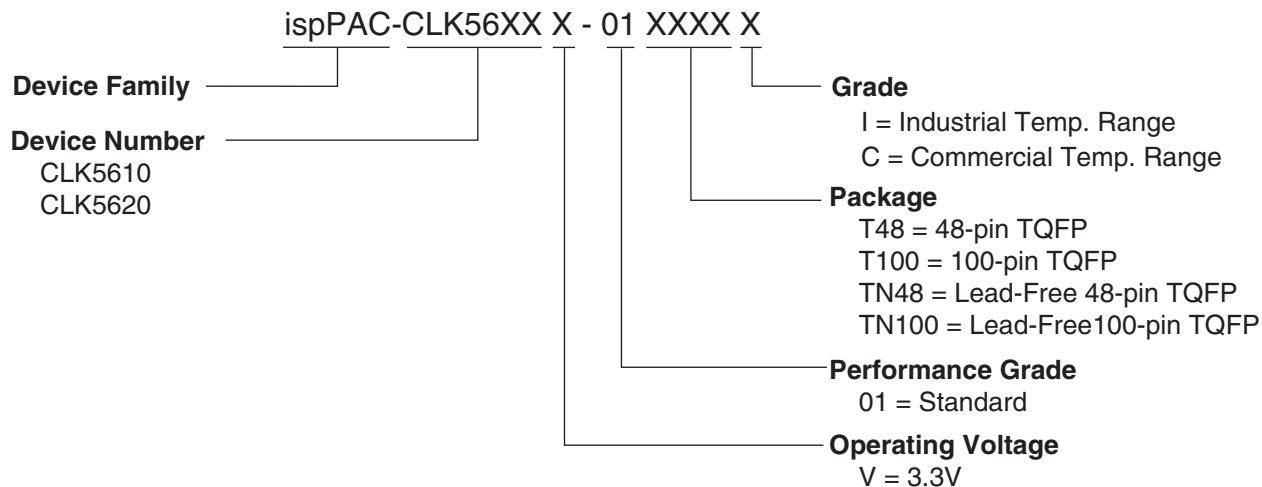 ispPAC-CLK56XX X - 01 XXXX X
Device Family
Device Number
CLK5610
CLK5620
Grade
I = Industrial Temp. Range
C = Commercial Temp. Range
Package
T48 = 48-pin TQFP
T100 = 100-pin TQFP
TN48 = Lead-Free 48-pin TQFP
TN100 = Lead-Free100-pin TQFP
Performance Grade
01 = Standard
Operating Voltage
V = 3.3V